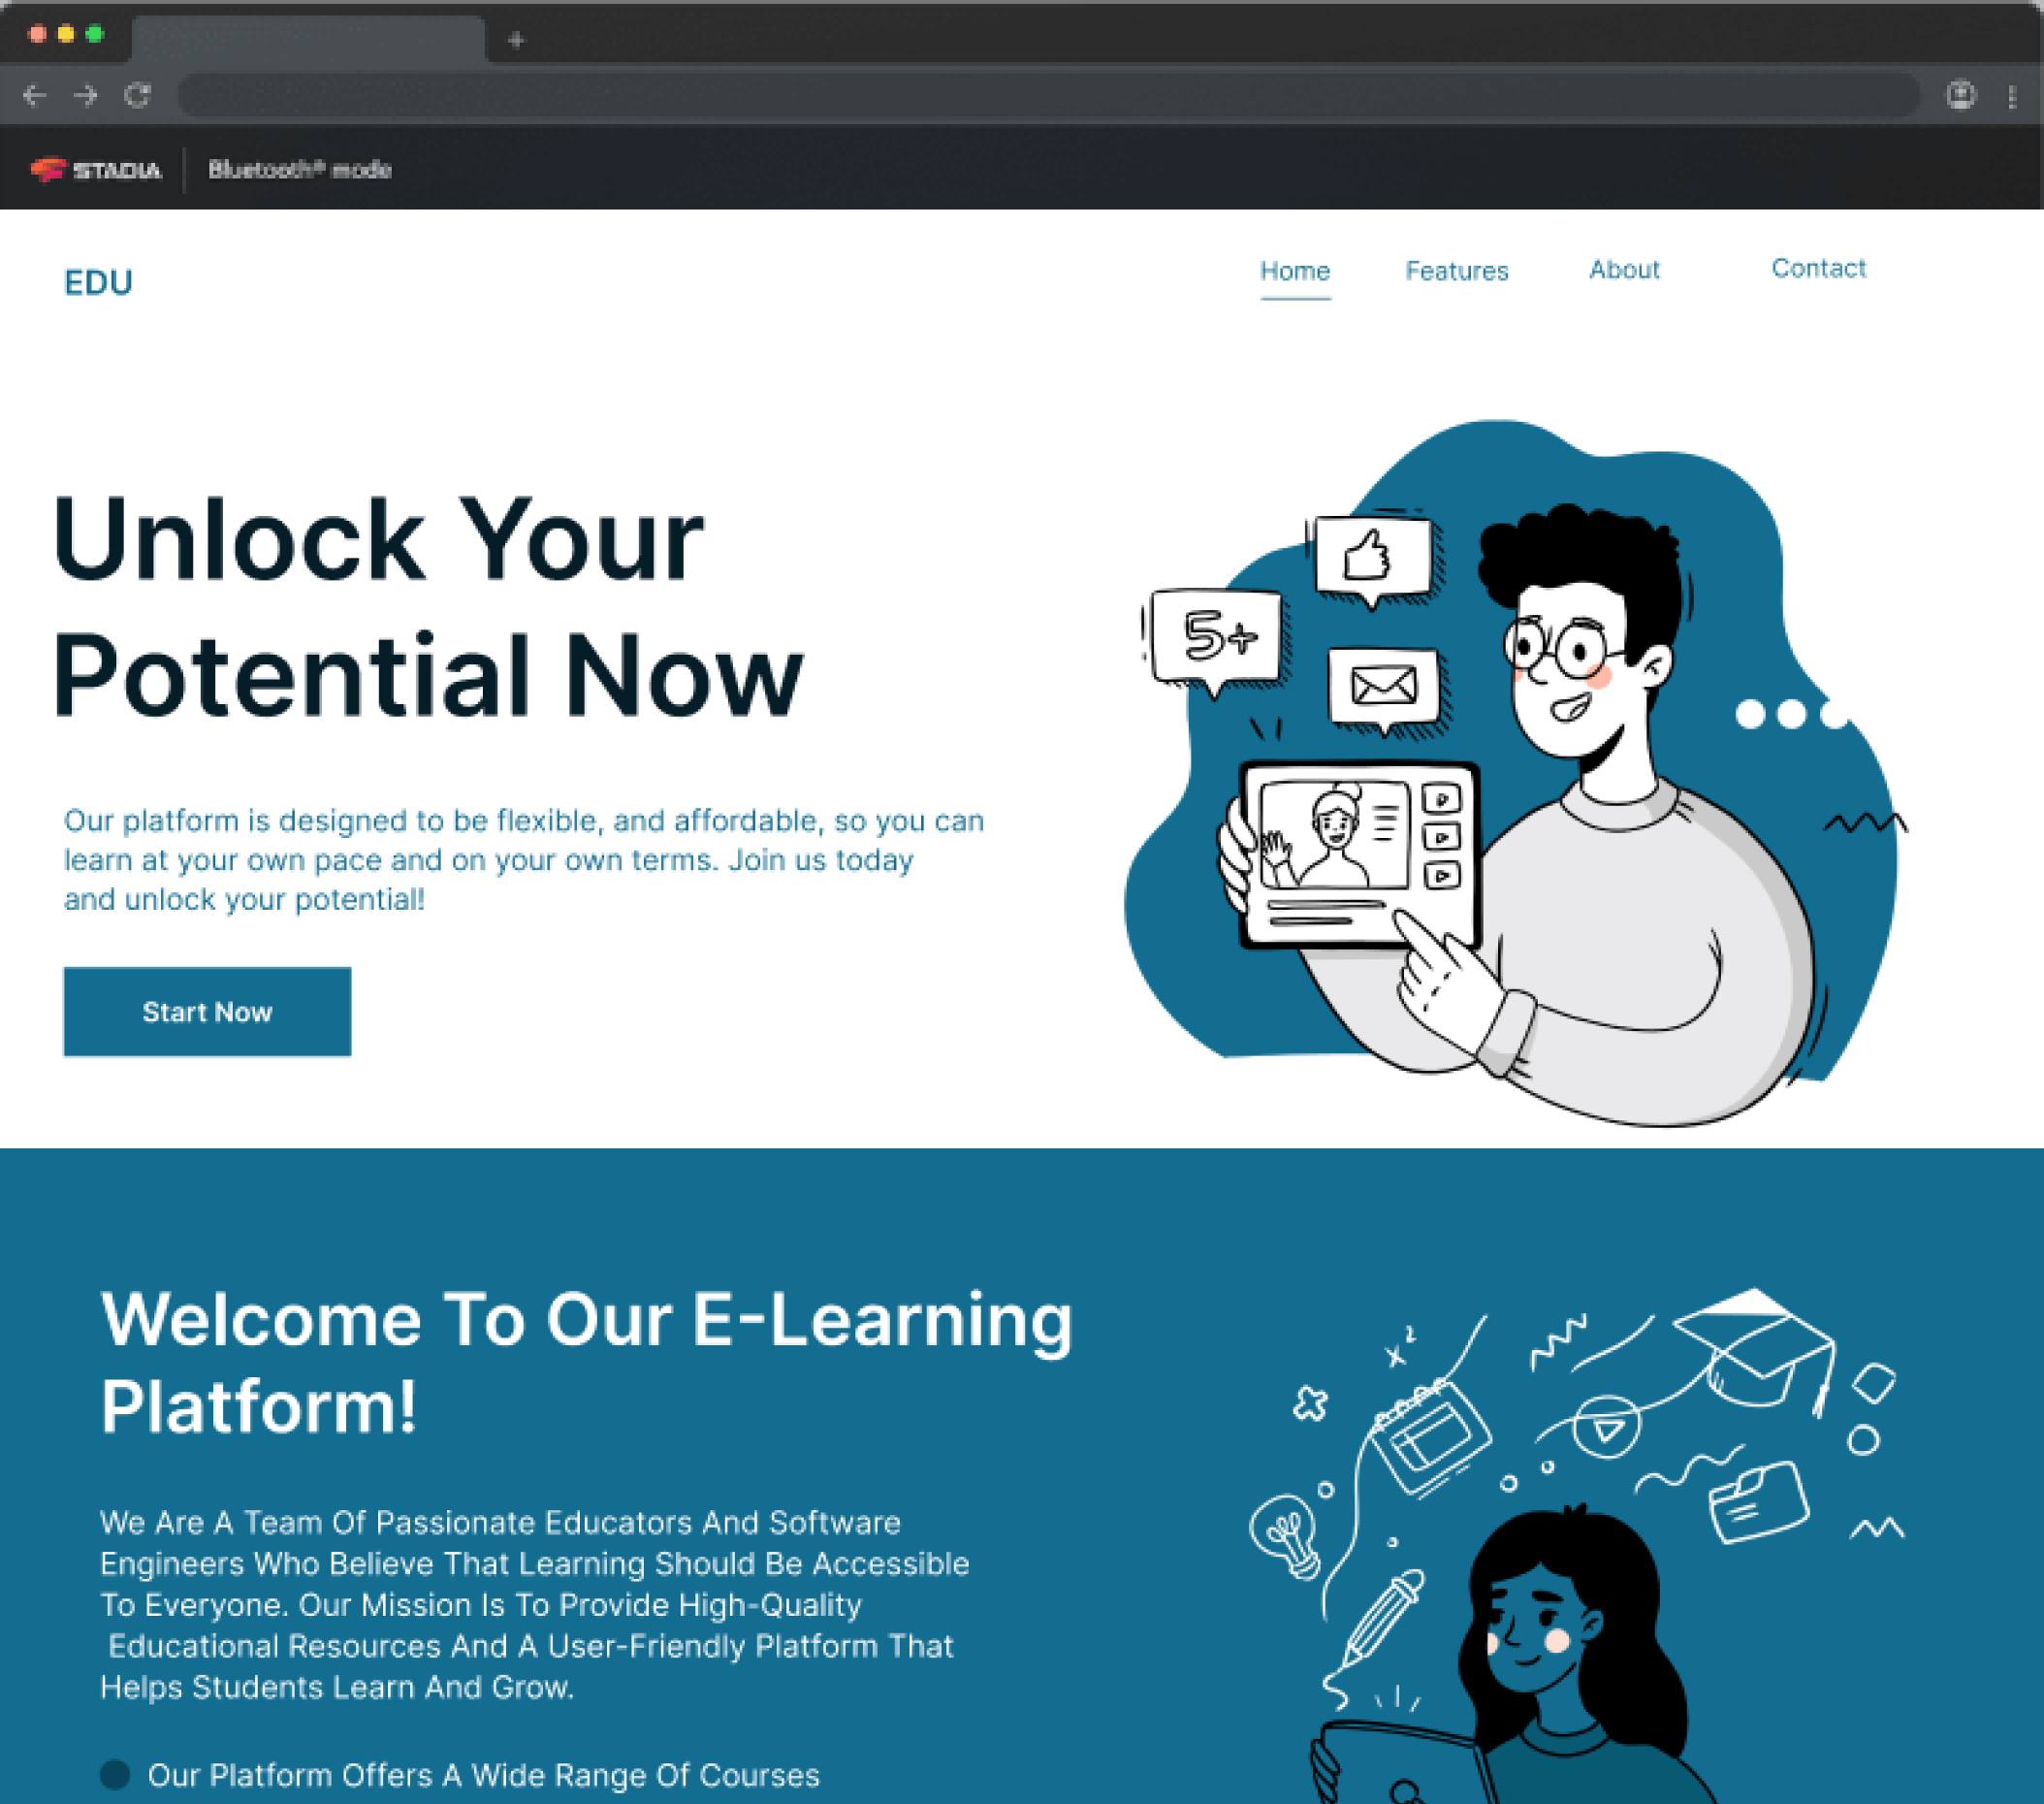 STADIA Bluetooth® mode
EDU Home Features About Contact
Unlock Your
Potential Now
5+
Our platform is designed to be flexible, and affordable, so you can
learn at your own pace and on your own terms. Join us today
and unlock your potential!
Start Now
Welcome To Our E-Learning
Platform!
x²
We Are A Team Of Passionate Educators And Software
Engineers Who Believe That Learning Should Be Accessible
To Everyone. Our Mission Is To Provide High-Quality
Educational Resources And A User-Friendly Platform That
Helps Students Learn And Grow.
Our Platform Offers A Wide Range Of Courses